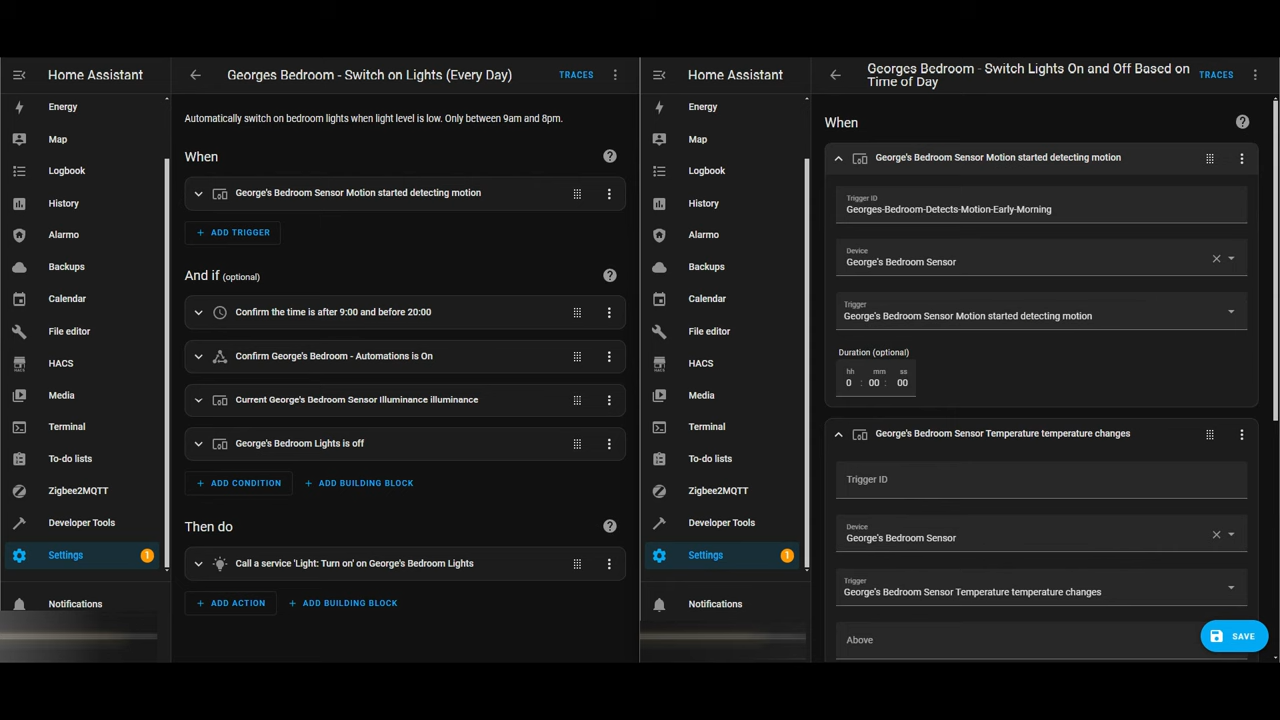 Home Assistant
Energy
Map
Logbook
History
Alarmo
Backups
Calendar
File editor
HACS
HACS
Media
Terminal
To-do lists
Zigbee2MQTT
Developer Tools
Settings
1
Notifications
Georges Bedroom - Switch on Lights (Every Day)
TRACES
Automatically switch on bedroom lights when light level is low. Only between 9am and 8pm.
When
George's Bedroom Sensor Motion started detecting motion
+ ADD TRIGGER
And if (optional)
Confirm the time is after 9:00 and before 20:00
Confirm George's Bedroom - Automations is On
Current George's Bedroom Sensor Illuminance illuminance
George's Bedroom Lights is off
+ ADD CONDITION + ADD BUILDING BLOCK
Then do
Call a service 'Light: Turn on' on George's Bedroom Lights
+ ADD ACTION + ADD BUILDING BLOCK
Home Assistant
Energy
Map
Logbook
History
Alarmo
Backups
Calendar
File editor
HACS
HACS
Media
Terminal
To-do lists
Zigbee2MQTT
Developer Tools
Settings
1
Notifications
Georges Bedroom - Switch Lights On and Off Based on
Time of Day
TRACES
When
George's Bedroom Sensor Motion started detecting motion
Trigger ID
Georges-Bedroom-Detects-Motion-Early-Morning
Device
George's Bedroom Sensor
Trigger
George's Bedroom Sensor Motion started detecting motion
Duration (optional)
hh mm ss
0 : 00 : 00
George's Bedroom Sensor Temperature temperature changes
Trigger ID
Device
George's Bedroom Sensor
Trigger
George's Bedroom Sensor Temperature temperature changes
Above
SAVE